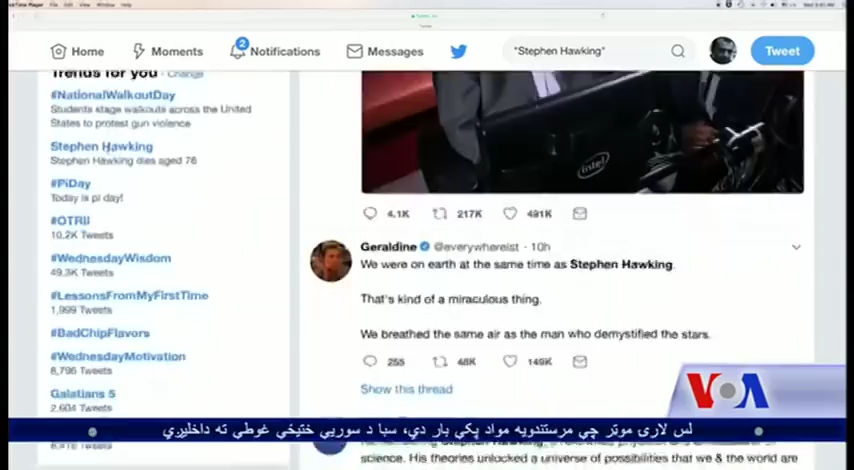 File Edit View Window Help
Home
Moments
2
Notifications
Messages
"Stephen Hawking"
Tweet
Trends for you · Change
#NationalWalkoutDay
Students stage walkouts across the United
States to protest gun violence
Stephen Hawking
Stephen Hawking dies aged 76
#PiDay
Today is pi day!
#OTRII
10.2K Tweets
#WednesdayWisdom
49.3K Tweets
#LessonsFromMyFirstTime
1,999 Tweets
#BadChipFlavors
#WednesdayMotivation
8,796 Tweets
Galatians 5
2,604 Tweets
intel
4.1K 217K 491K
Geraldine @everywhereist · 10h
We were on earth at the same time as Stephen Hawking.
That's kind of a miraculous thing.
We breathed the same air as the man who demystified the stars.
255 48K 149K
Show this thread
VOA
لس لارۍ موټر چې مرستندویه مواد پکې بار دي، سبا د سوریې ختیځې غوطې ته داخلیږي
science. His theories unlocked a universe of possibilities that we & the world are